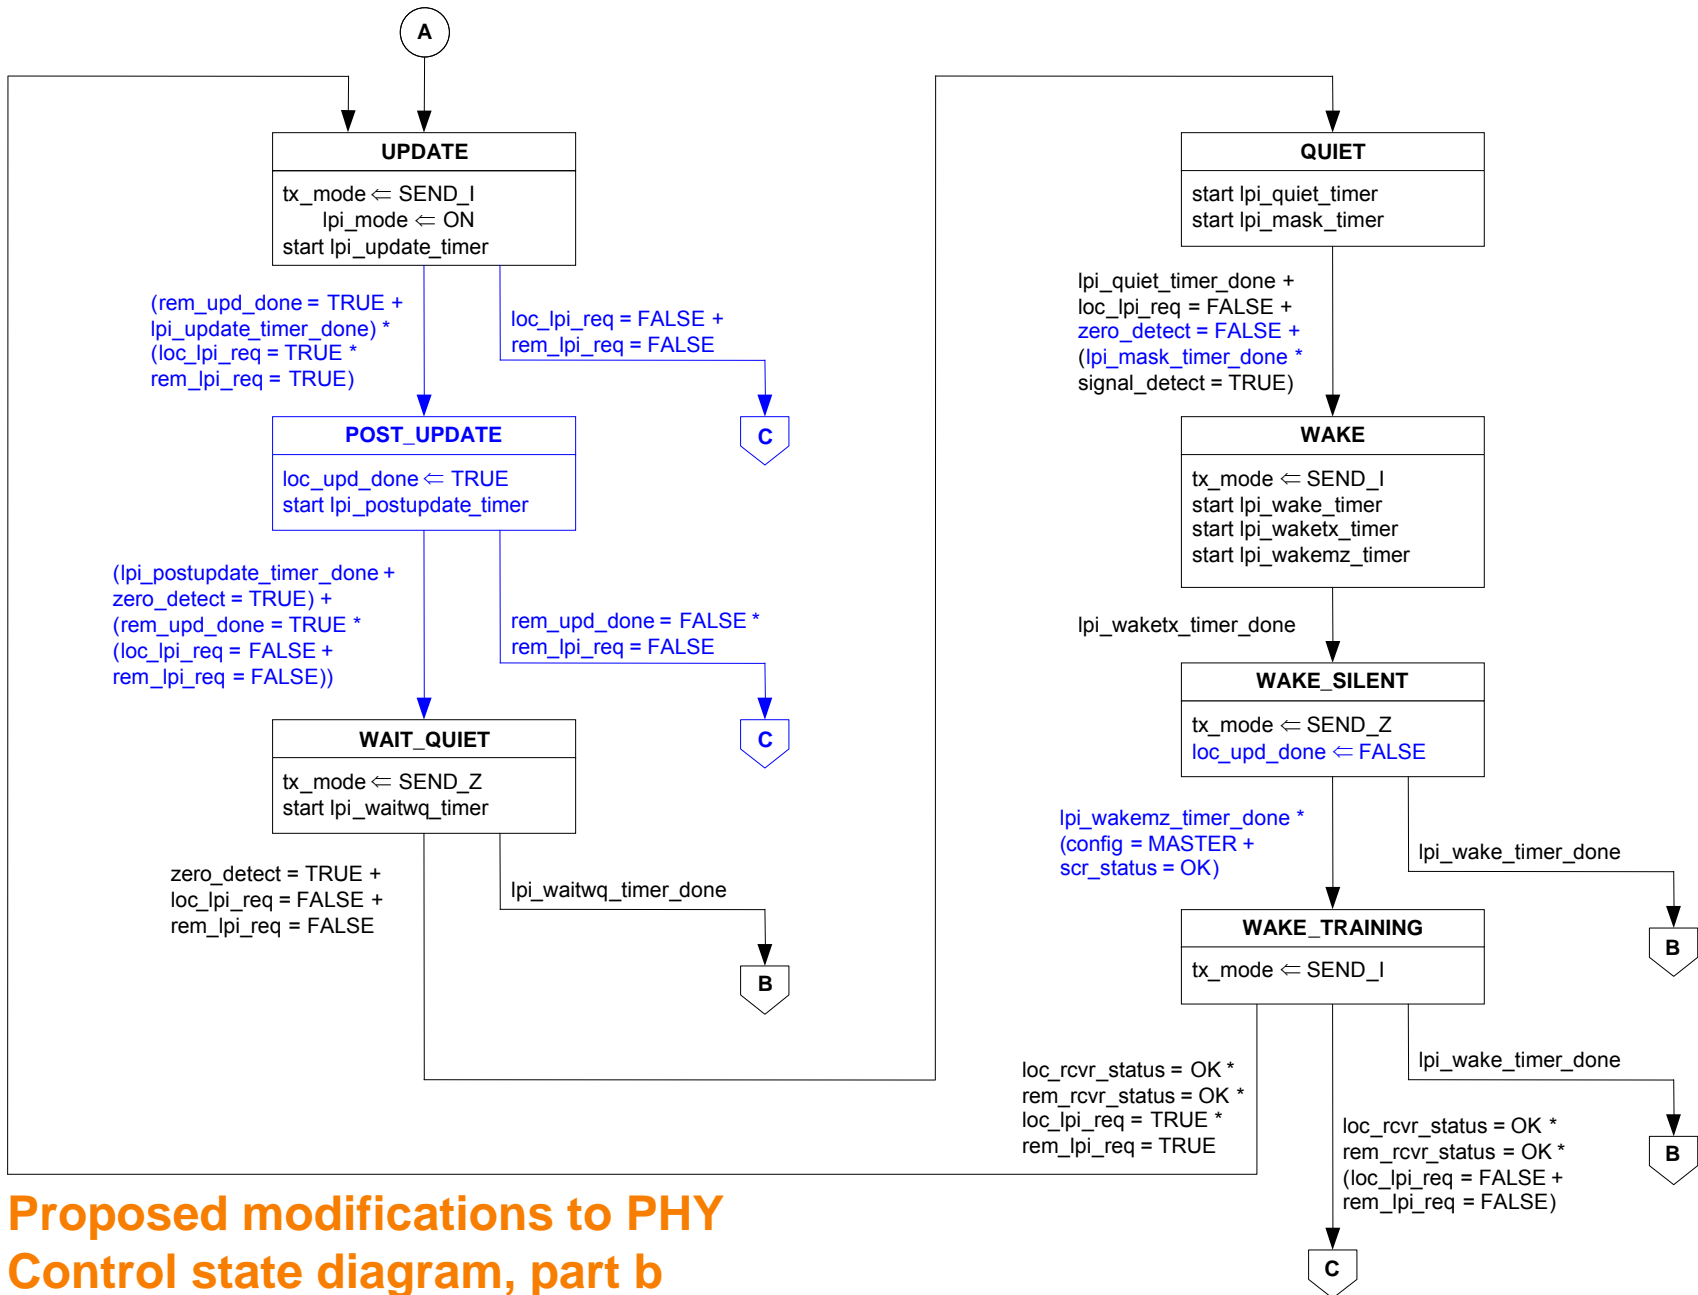 A
UPDATE
tx_mode ⇐ SEND_I
lpi_mode ⇐ ON
start lpi_update_timer
(rem_upd_done = TRUE +
lpi_update_timer_done) *
(loc_lpi_req = TRUE *
rem_lpi_req = TRUE)
loc_lpi_req = FALSE +
rem_lpi_req = FALSE
C
POST_UPDATE
loc_upd_done ⇐ TRUE
start lpi_postupdate_timer
(lpi_postupdate_timer_done +
zero_detect = TRUE) +
(rem_upd_done = TRUE *
(loc_lpi_req = FALSE +
rem_lpi_req = FALSE))
rem_upd_done = FALSE *
rem_lpi_req = FALSE
C
WAIT_QUIET
tx_mode ⇐ SEND_Z
start lpi_waitwq_timer
zero_detect = TRUE +
loc_lpi_req = FALSE +
rem_lpi_req = FALSE
lpi_waitwq_timer_done
B
QUIET
start lpi_quiet_timer
start lpi_mask_timer
lpi_quiet_timer_done +
loc_lpi_req = FALSE +
zero_detect = FALSE +
(lpi_mask_timer_done *
signal_detect = TRUE)
WAKE
tx_mode ⇐ SEND_I
start lpi_wake_timer
start lpi_waketx_timer
start lpi_wakemz_timer
lpi_waketx_timer_done
WAKE_SILENT
tx_mode ⇐ SEND_Z
loc_upd_done ⇐ FALSE
lpi_wakemz_timer_done *
(config = MASTER +
scr_status = OK)
lpi_wake_timer_done
B
WAKE_TRAINING
tx_mode ⇐ SEND_I
loc_rcvr_status = OK *
rem_rcvr_status = OK *
loc_lpi_req = TRUE *
rem_lpi_req = TRUE
lpi_wake_timer_done
B
loc_rcvr_status = OK *
rem_rcvr_status = OK *
(loc_lpi_req = FALSE +
rem_lpi_req = FALSE)
C
Proposed modifications to PHY
Control state diagram, part b